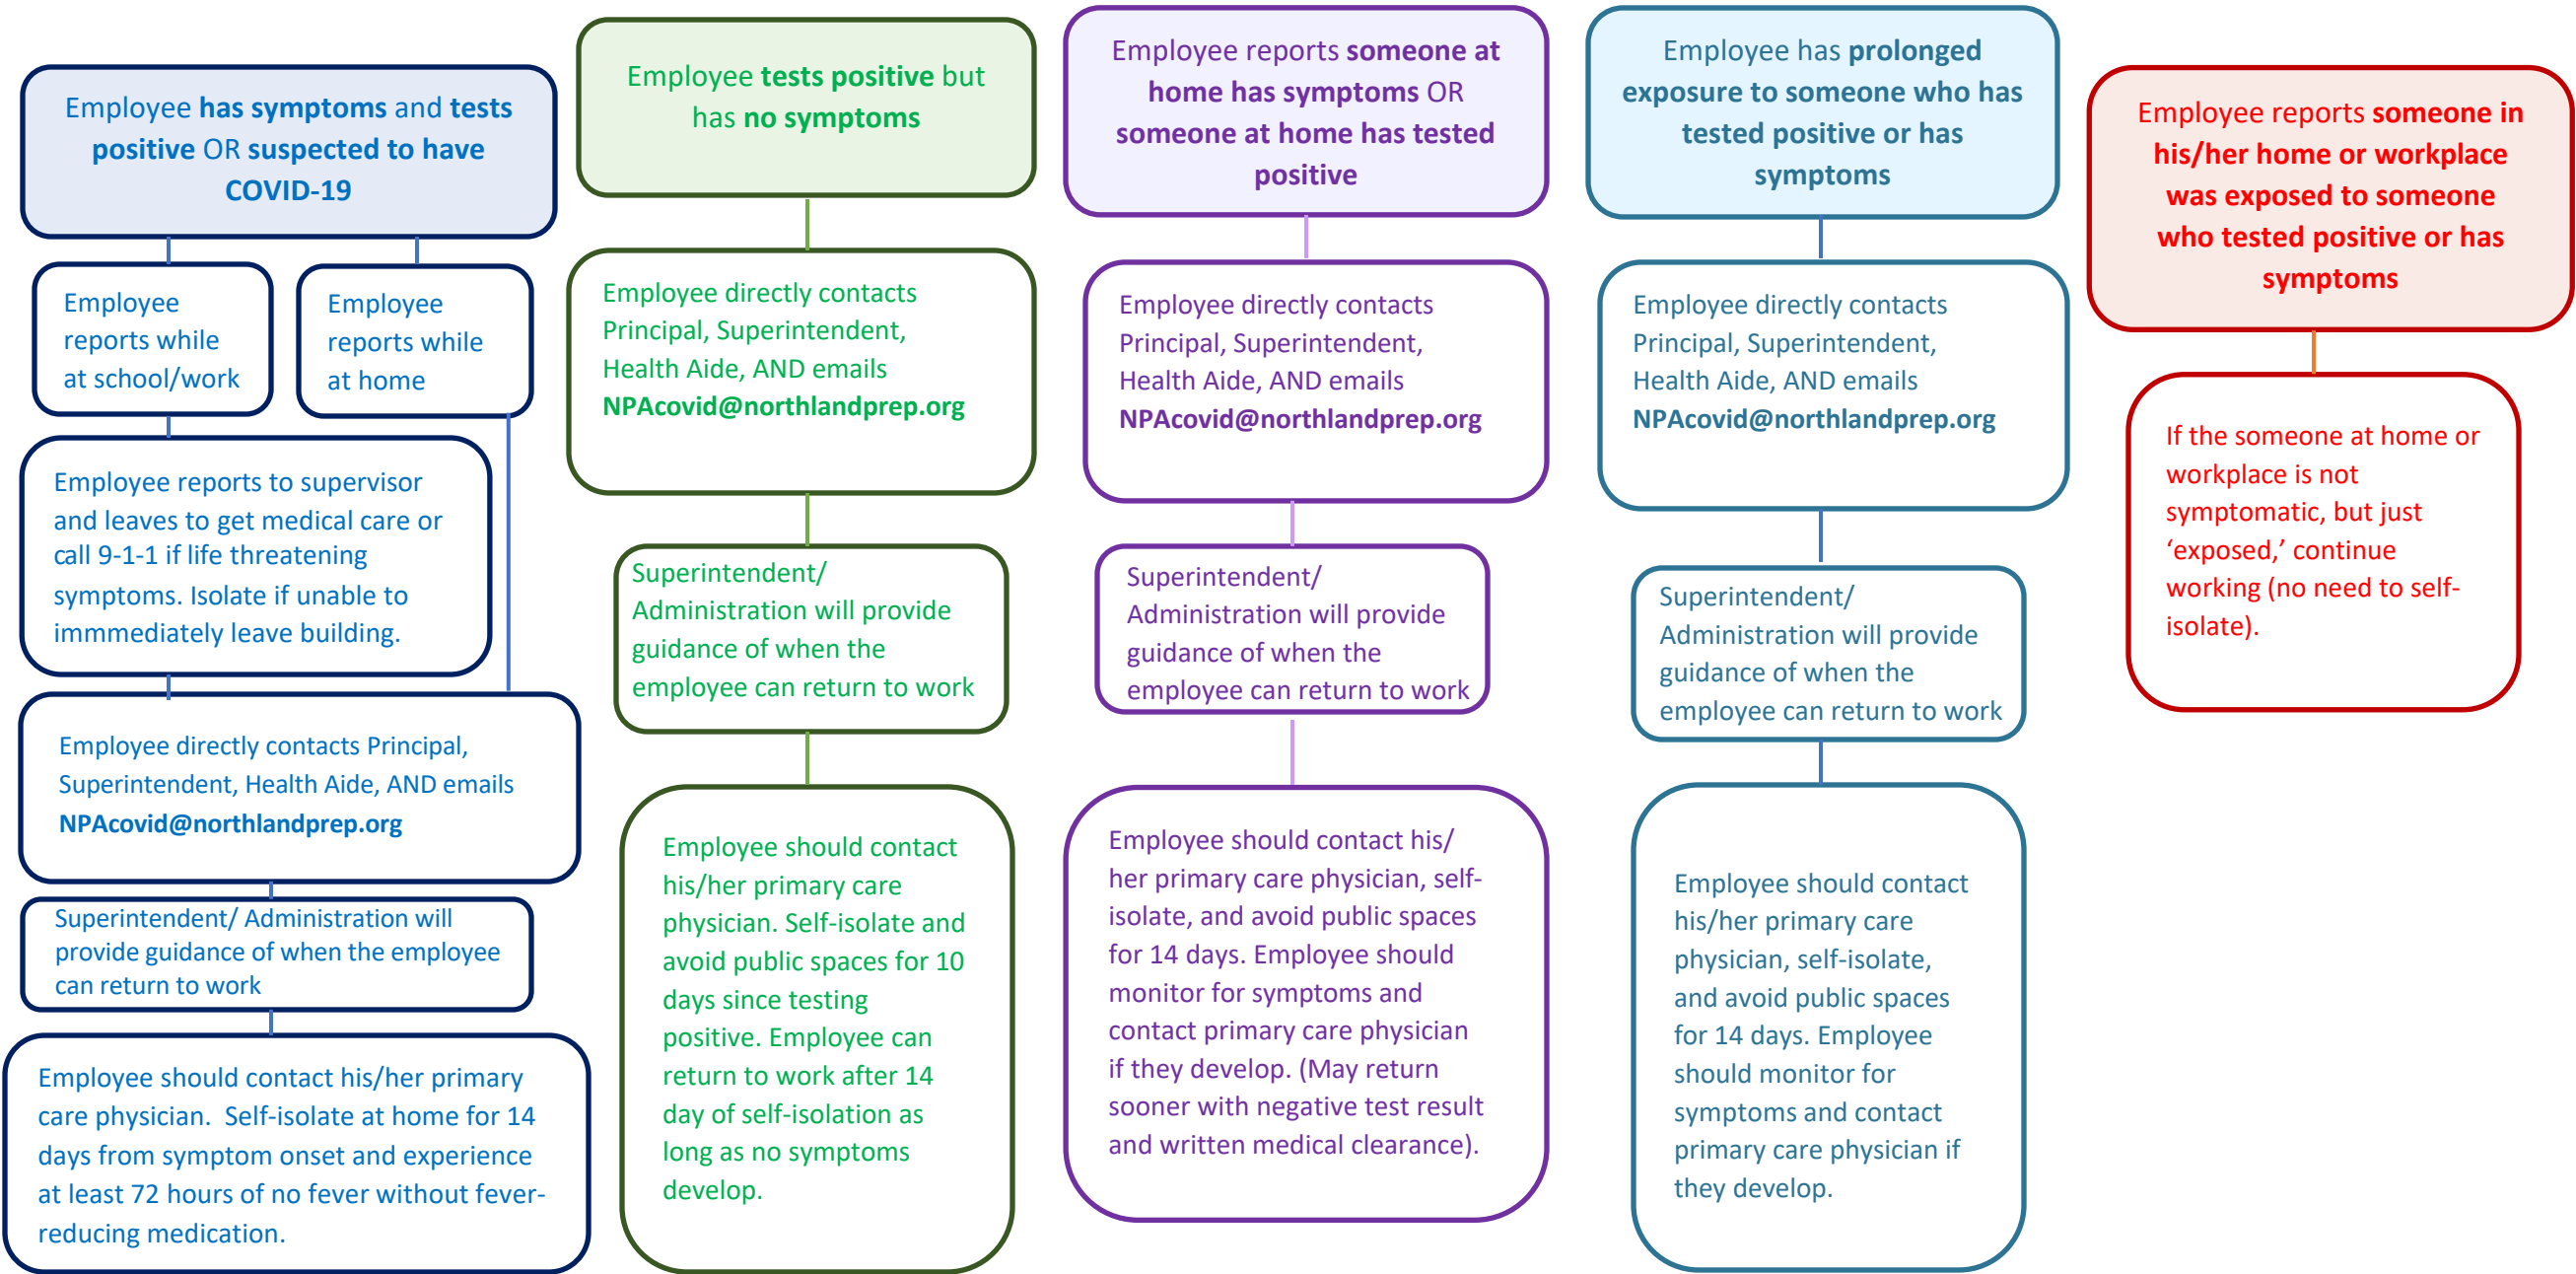 Employee has symptoms and tests
positive OR suspected to have
COVID-19
Employee
reports while
at school/work
Employee
reports while
at home
Employee reports to supervisor
and leaves to get medical care or
call 9-1-1 if life threatening
symptoms. Isolate if unable to
immmediately leave building.
Employee directly contacts Principal,
Superintendent, Health Aide, AND emails
NPAcovid@northlandprep.org
Superintendent/ Administration will
provide guidance of when the employee
can return to work
Employee should contact his/her primary
care physician. Self-isolate at home for 14
days from symptom onset and experience
at least 72 hours of no fever without fever-
reducing medication.
Employee tests positive but
has no symptoms
Employee directly contacts
Principal, Superintendent,
Health Aide, AND emails
NPAcovid@northlandprep.org
Superintendent/
Administration will provide
guidance of when the
employee can return to work
Employee should contact
his/her primary care
physician. Self-isolate and
avoid public spaces for 10
days since testing
positive. Employee can
return to work after 14
day of self-isolation as
long as no symptoms
develop.
Employee reports someone at
home has symptoms OR
someone at home has tested
positive
Employee directly contacts
Principal, Superintendent,
Health Aide, AND emails
NPAcovid@northlandprep.org
Superintendent/
Administration will provide
guidance of when the
employee can return to work
Employee should contact his/
her primary care physician, self-
isolate, and avoid public spaces
for 14 days. Employee should
monitor for symptoms and
contact primary care physician
if they develop. (May return
sooner with negative test result
and written medical clearance).
Employee has prolonged
exposure to someone who has
tested positive or has
symptoms
Employee directly contacts
Principal, Superintendent,
Health Aide, AND emails
NPAcovid@northlandprep.org
Superintendent/
Administration will provide
guidance of when the
employee can return to work
Employee should contact
his/her primary care
physician, self-isolate,
and avoid public spaces
for 14 days. Employee
should monitor for
symptoms and contact
primary care physician if
they develop.
Employee reports someone in
his/her home or workplace
was exposed to someone
who tested positive or has
symptoms
If the someone at home or
workplace is not
symptomatic, but just
‘exposed,’ continue
working (no need to self-
isolate).